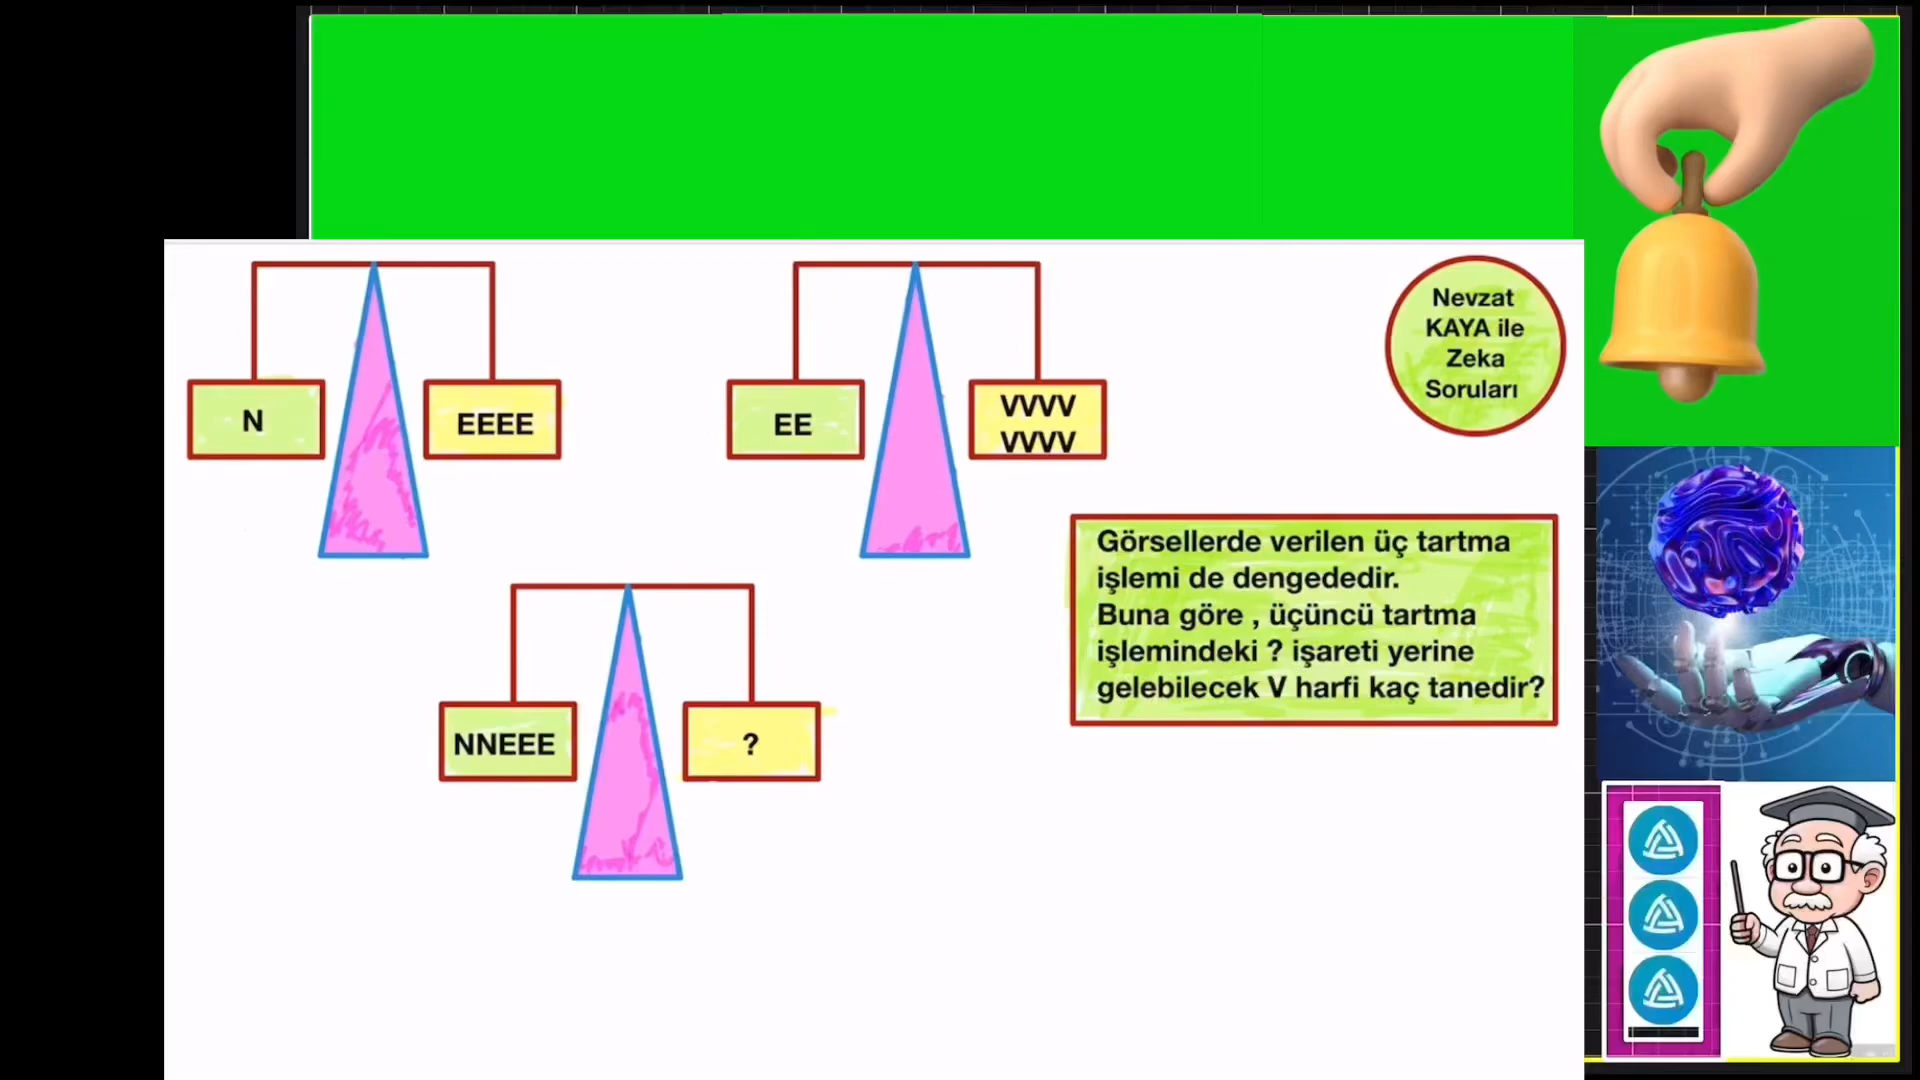 N
EEEE
EE
VVVV
VVVV
Nevzat
KAYA ile
Zeka
Soruları
Görsellerde verilen üç tartma
işlemi de dengededir.
Buna göre , üçüncü tartma
işlemindeki ? işareti yerine
gelebilecek V harfi kaç tanedir?
NNEEE
?